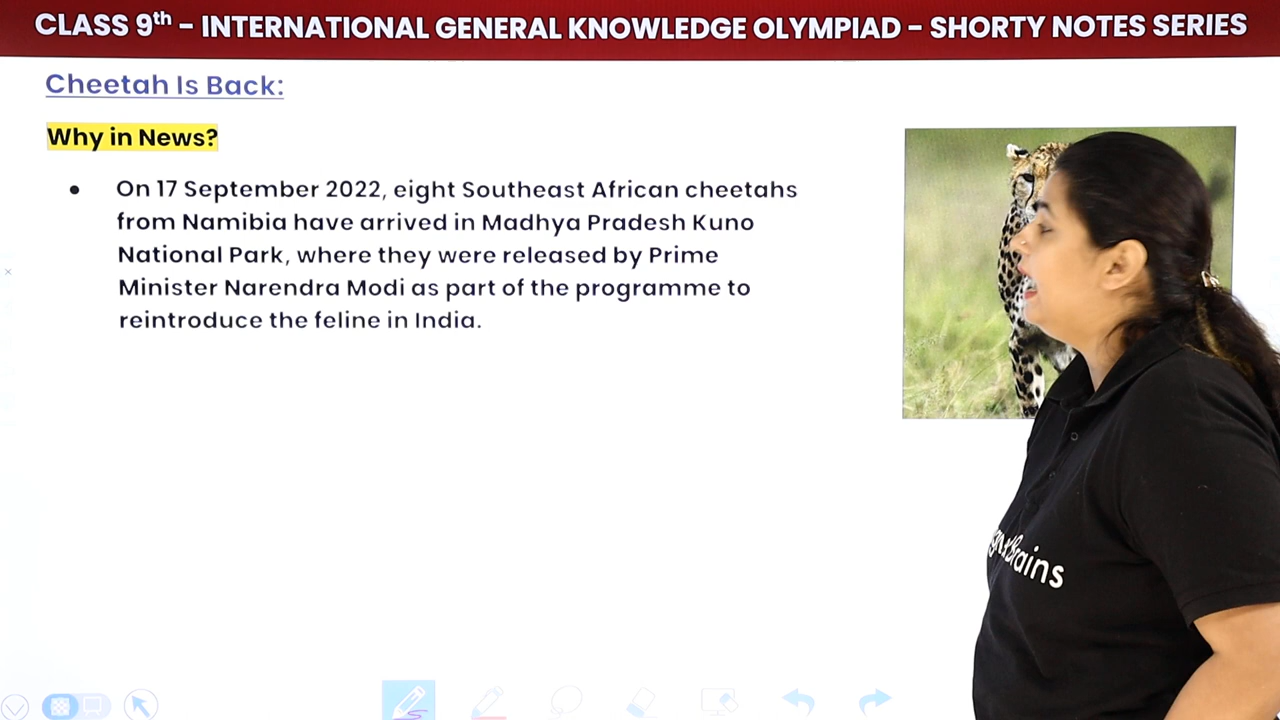 CLASS 9th - INTERNATIONAL GENERAL KNOWLEDGE OLYMPIAD - SHORTY NOTES SERIES
Cheetah Is Back:
Why in News?
● On 17 September 2022, eight Southeast African cheetahs
from Namibia have arrived in Madhya Pradesh Kuno
National Park, where they were released by Prime
Minister Narendra Modi as part of the programme to
reintroduce the feline in India.
Brains